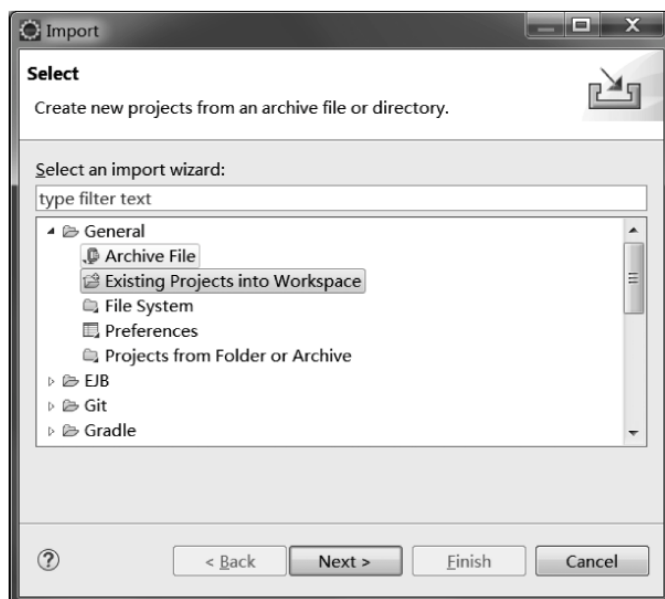 Import
Select
Create new projects from an archive file or directory.
Select an import wizard:
type filter text
General
Archive File
Existing Projects into Workspace
File System
Preferences
Projects from Folder or Archive
EJB
Git
Gradle
? < Back Next > Finish Cancel